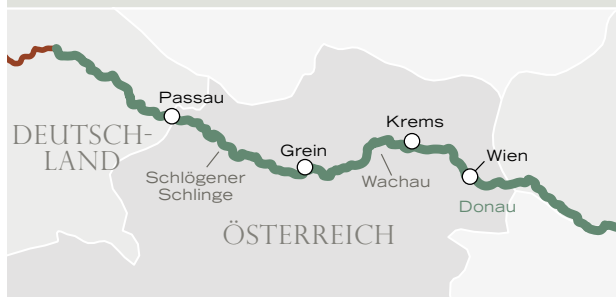 Passau
DEUTSCH-
LAND
Krems
Grein
Wien
Schlögener
Schlinge
Wachau
Donau
ÖSTERREICH